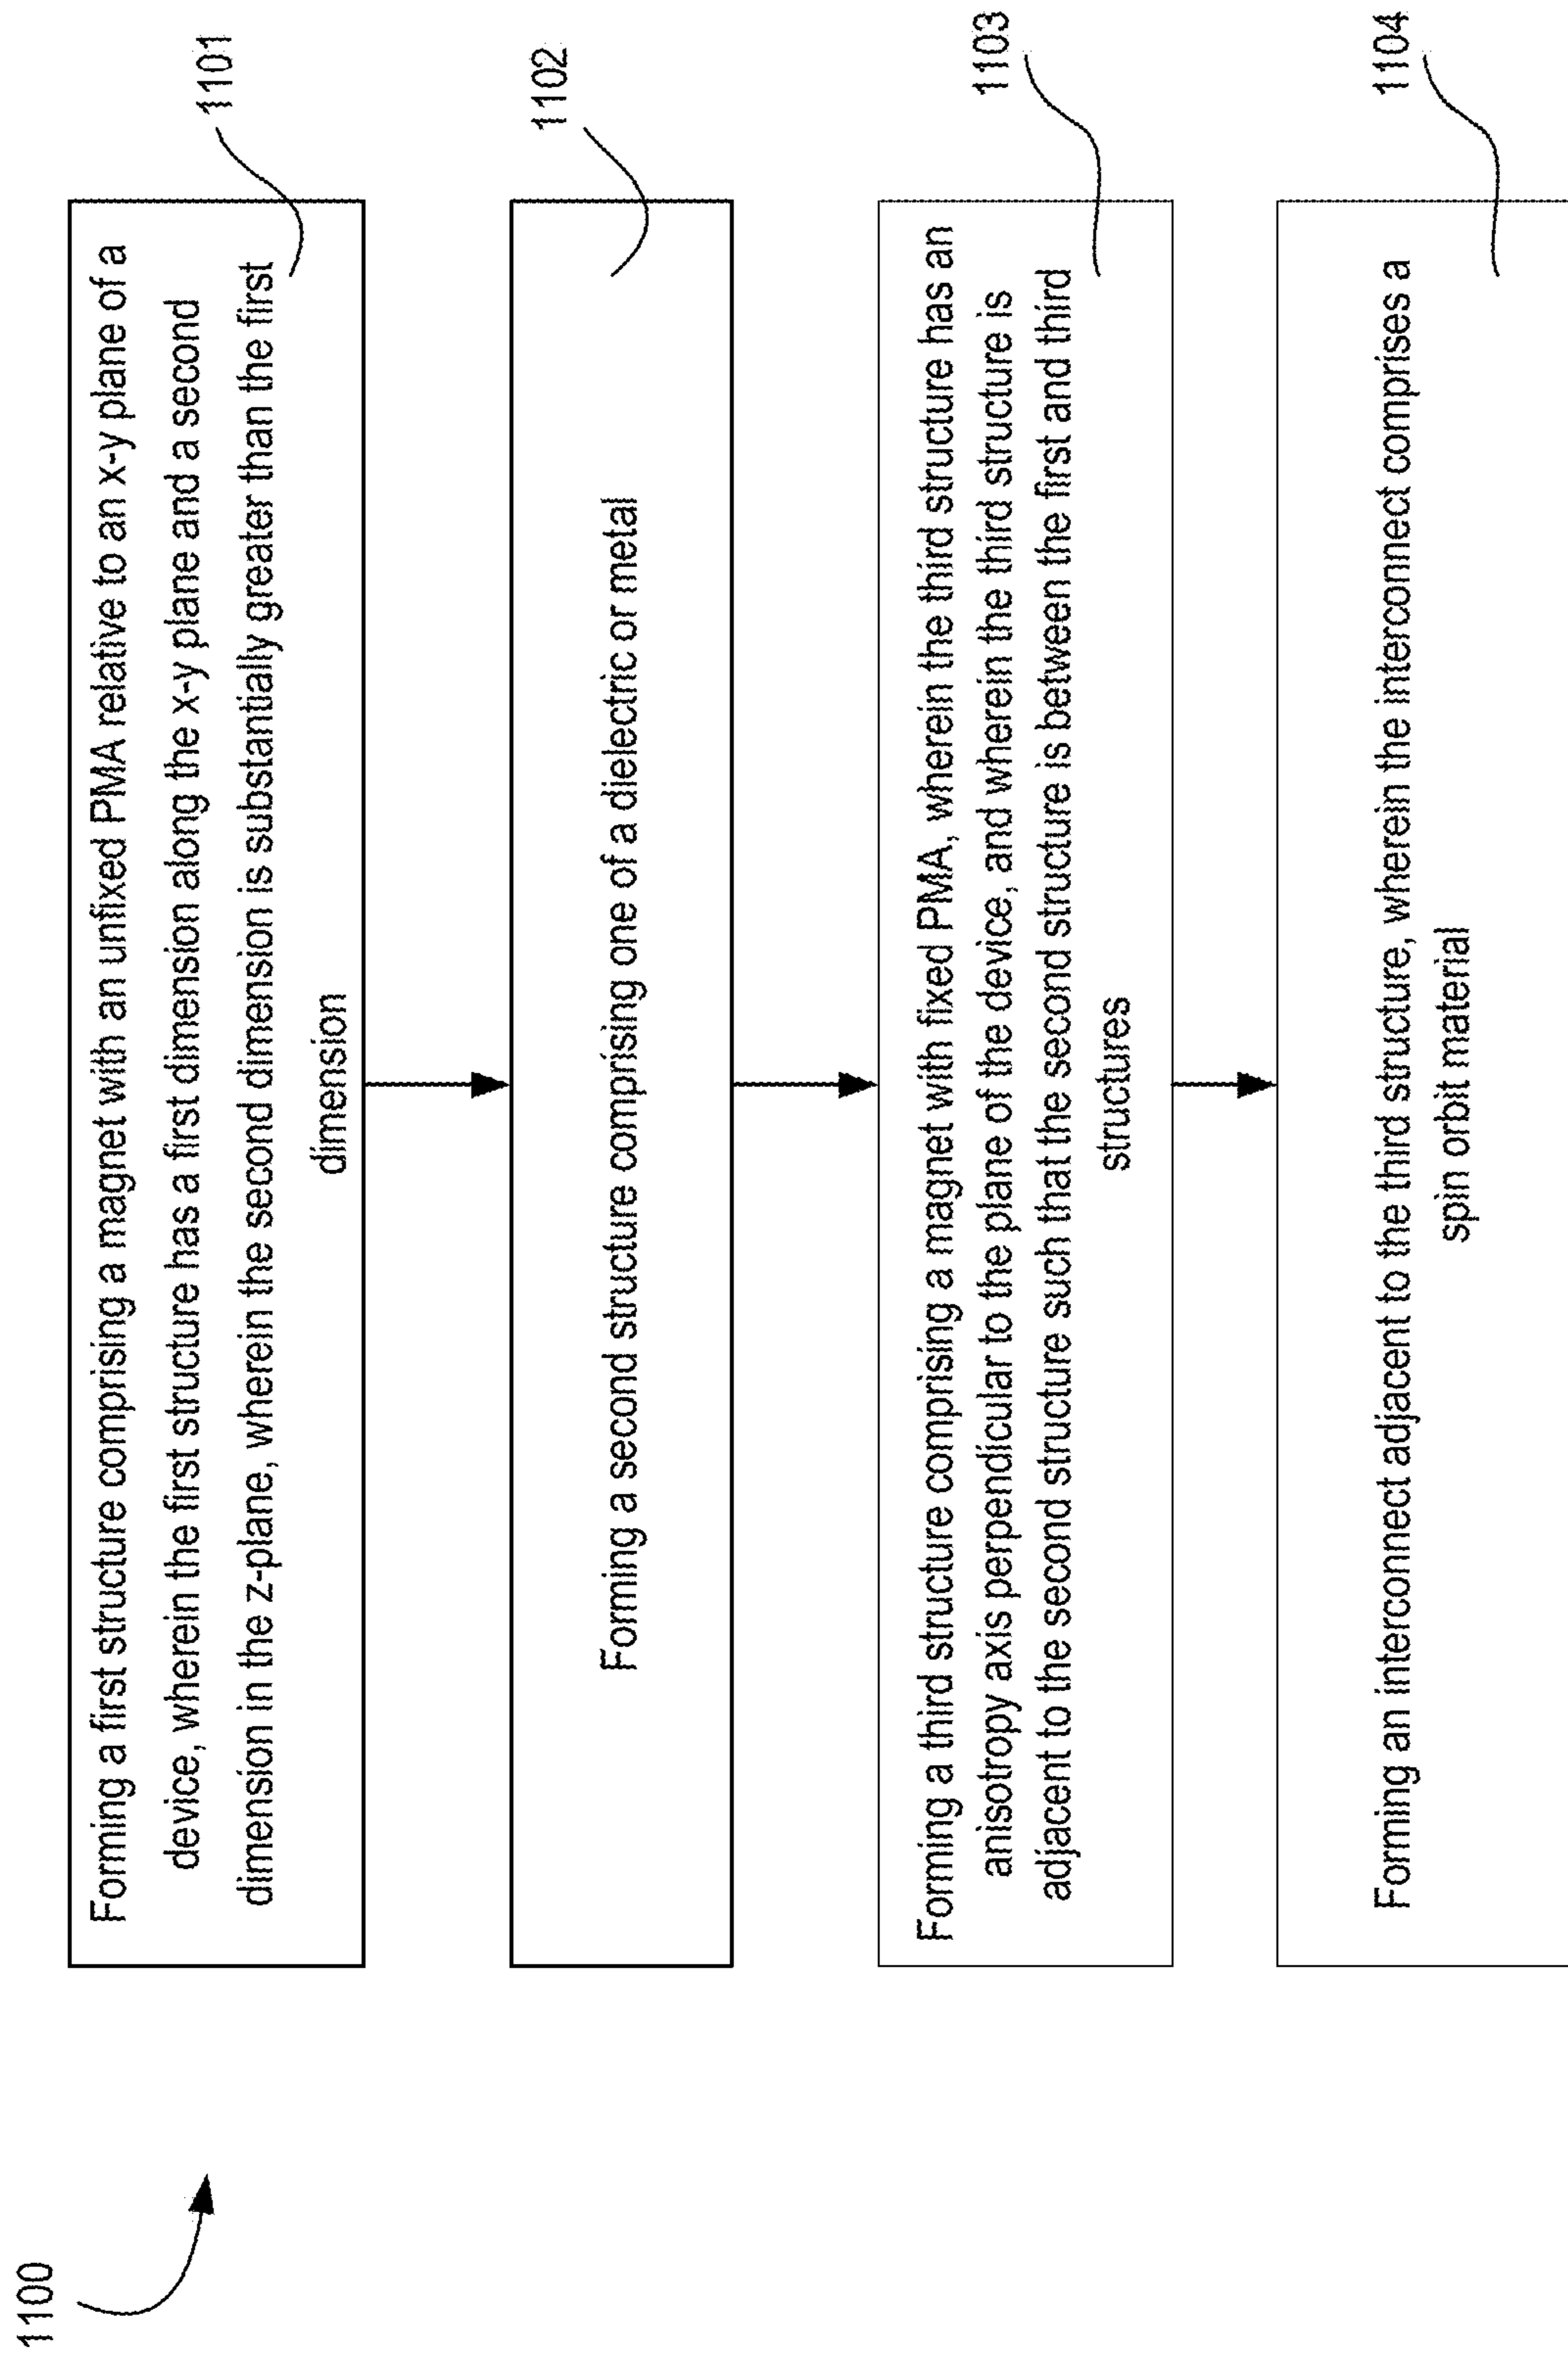 1100
Forming a first structure comprising a magnet with an unfixed PMA relative to an x-y plane of a
device, wherein the first structure has a first dimension along the x-y plane and a second
dimension in the z-plane, wherein the second dimension is substantially greater than the first
dimension
1101
Forming a second structure comprising one of a dielectric or metal
1102
Forming a third structure comprising a magnet with fixed PMA, wherein the third structure has an
anisotropy axis perpendicular to the plane of the device, and wherein the third structure is
adjacent to the second structure such that the second structure is between the first and third
structures
1103
Forming an interconnect adjacent to the third structure, wherein the interconnect comprises a
spin orbit material
1104